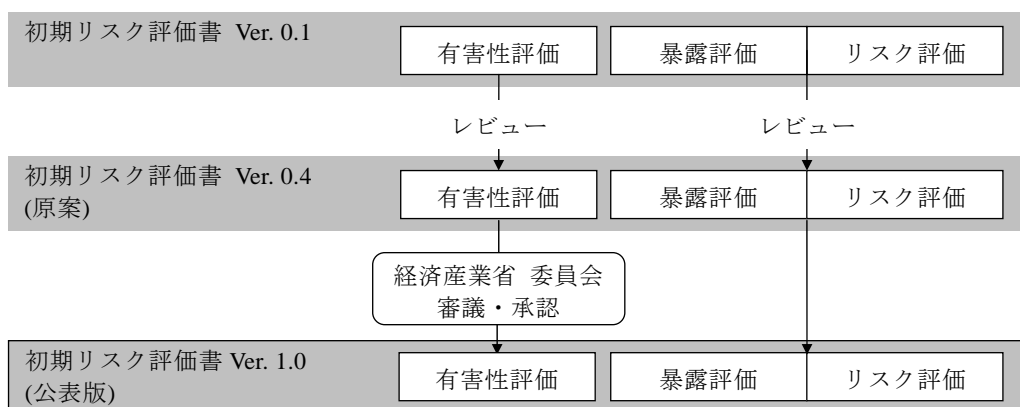 初期リスク評価書 Ver. 0.1
有害性評価 暴露評価 リスク評価
レビュー レビュー
初期リスク評価書 Ver. 0.4
(原案)
有害性評価 暴露評価 リスク評価
経済産業省 委員会
審議・承認
初期リスク評価書 Ver. 1.0
(公表版)
有害性評価 暴露評価 リスク評価